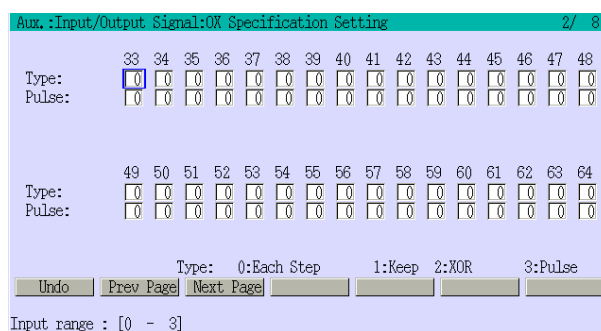 Aux.:Input/Output Signal:OX Specification Setting 2/ 8
33 34 35 36 37 38 39 40 41 42 43 44 45 46 47 48
Type: 0 0 0 0 0 0 0 0 0 0 0 0 0 0 0 0
Pulse: 0 0 0 0 0 0 0 0 0 0 0 0 0 0 0 0
49 50 51 52 53 54 55 56 57 58 59 60 61 62 63 64
Type: 0 0 0 0 0 0 0 0 0 0 0 0 0 0 0 0
Pulse: 0 0 0 0 0 0 0 0 0 0 0 0 0 0 0 0
Type: 0:Each Step 1:Keep 2:XOR 3:Pulse
Undo Prev Page Next Page
Input range : [0 - 3]